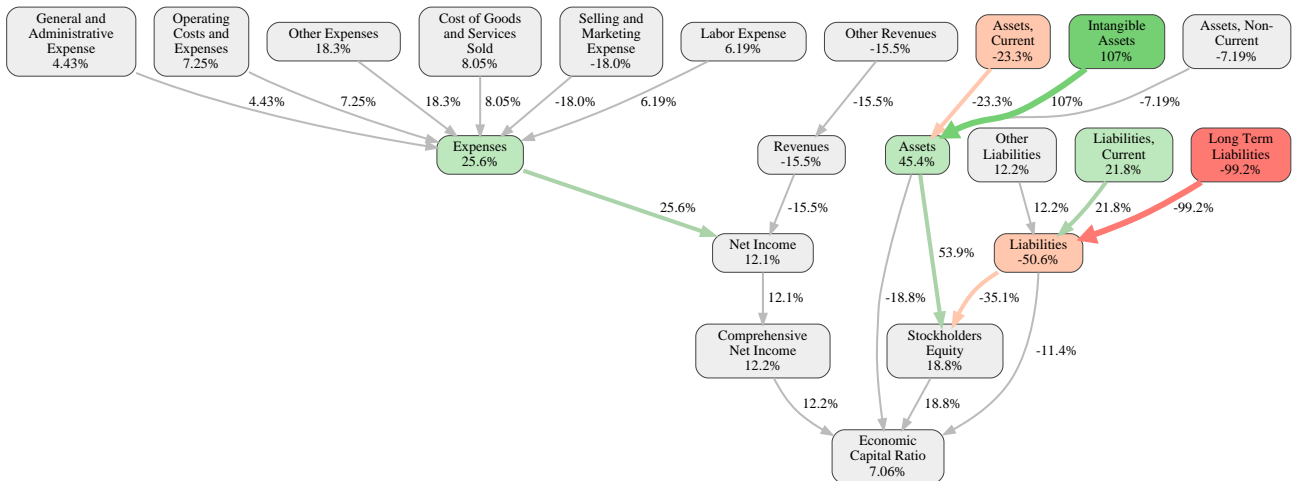 General and
Administrative
Expense
4.43%
Operating
Costs and
Expenses
7.25%
Other Expenses
18.3%
Cost of Goods
and Services
Sold
8.05%
Selling and
Marketing
Expense
-18.0%
Labor Expense
6.19%
Other Revenues
-15.5%
Assets,
Current
-23.3%
Intangible
Assets
107%
Assets, Non-
Current
-7.19%
4.43%
7.25%
18.3%
8.05%
-18.0%
6.19%
-15.5%
-23.3%
107%
-7.19%
Expenses
25.6%
Revenues
-15.5%
Assets
45.4%
Other
Liabilities
12.2%
Liabilities,
Current
21.8%
Long Term
Liabilities
-99.2%
25.6%
-15.5%
12.2%
21.8%
-99.2%
Net Income
12.1%
53.9%
Liabilities
-50.6%
12.1%
-18.8%
-35.1%
Comprehensive
Net Income
12.2%
Stockholders
Equity
18.8%
-11.4%
12.2%
18.8%
Economic
Capital Ratio
7.06%